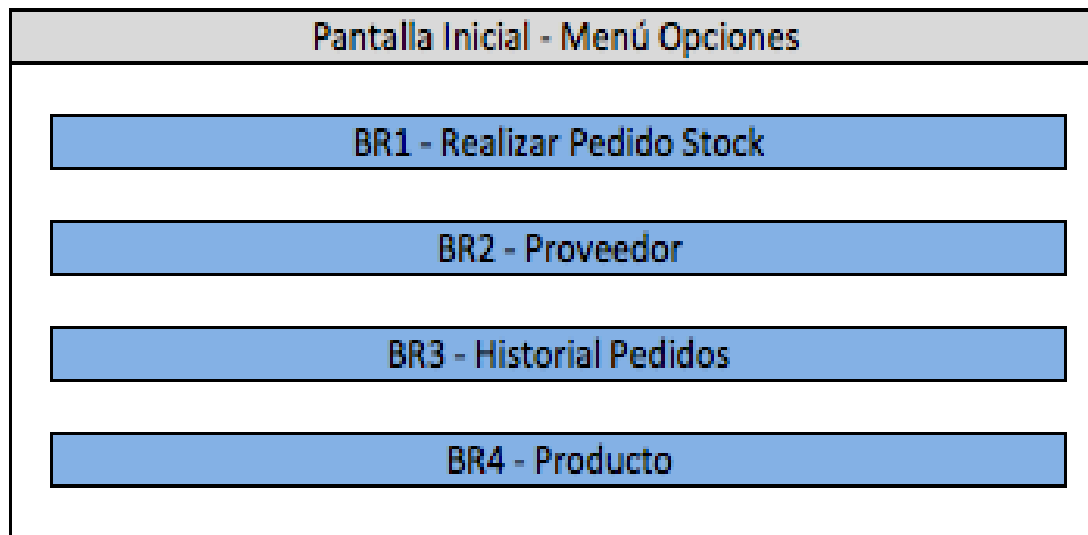 Pantalla Inicial - Menú Opciones
BR1 - Realizar Pedido Stock
BR2 - Proveedor
BR3 - Historial Pedidos
BR4 - Producto